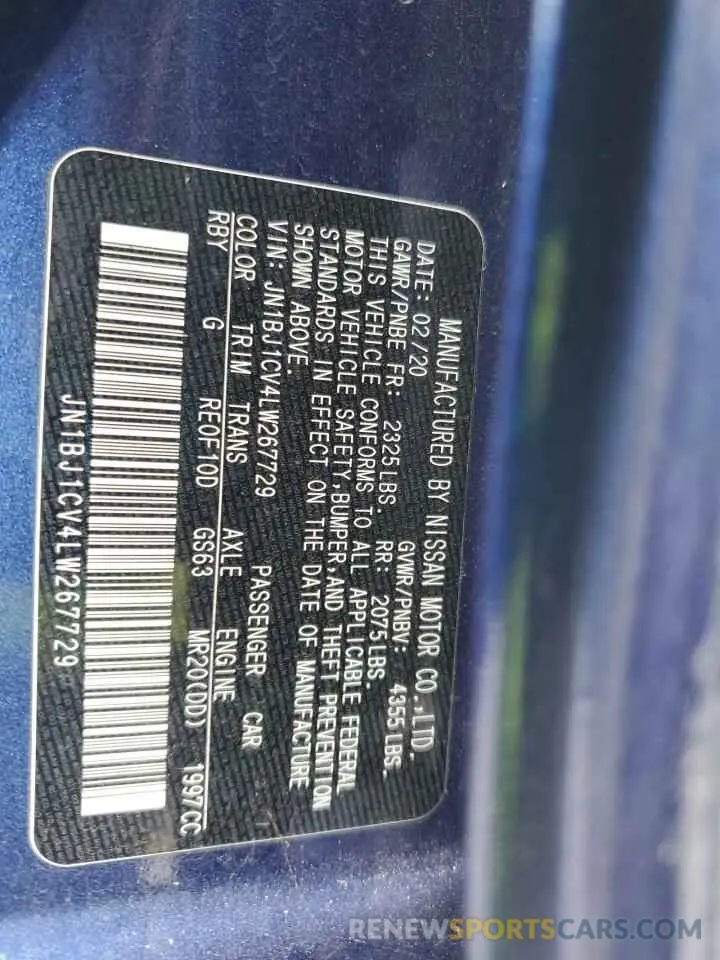 MANUFACTURED BY NISSAN MOTOR CO.,LTD.
DATE: 02/20 GVWR/PNBV: 4355LBS.
GAWR/PNBE FR: 2325LBS. RR: 2075LBS.
THIS VEHICLE CONFORMS TO ALL APPLICABLE FEDERAL
MOTOR VEHICLE SAFETY,BUMPER,AND THEFT PREVENTION
STANDARDS IN EFFECT ON THE DATE OF MANUFACTURE
SHOWN ABOVE.
VIN: JN1BJ1CV4LW267729 PASSENGER CAR
COLOR TRIM TRANS AXLE ENGINE
RBY G RE0F10D GS63 MR20(DD) 1997CC
JN1BJ1CV4LW267729
RENEWSPORTSCARS.COM